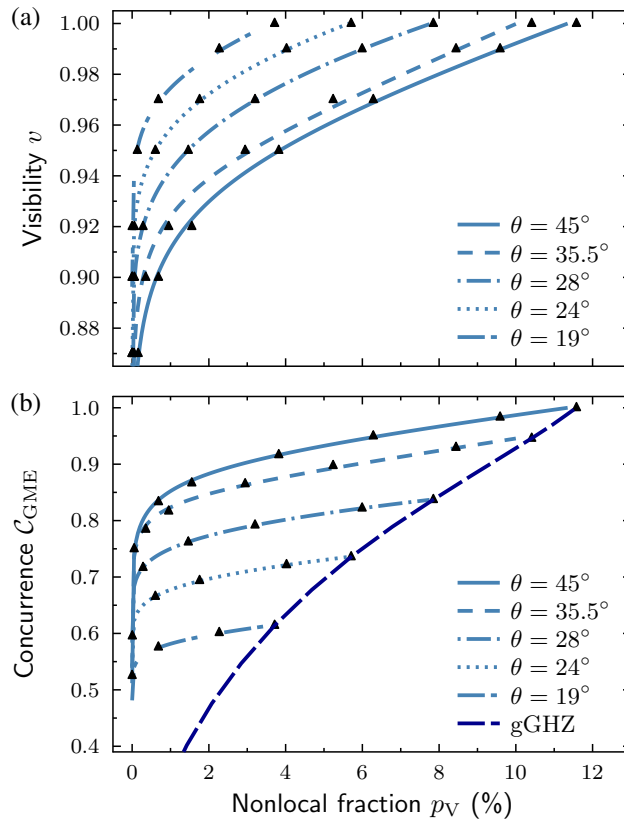 (a)
1.00
0.98
0.96
0.94
0.92
0.90
0.88
Visibility v
θ = 45°
θ = 35.5°
θ = 28°
θ = 24°
θ = 19°
(b)
1.0
0.9
0.8
0.7
0.6
0.5
0.4
Concurrence C_GME
θ = 45°
θ = 35.5°
θ = 28°
θ = 24°
θ = 19°
gGHZ
0 2 4 6 8 10 12
Nonlocal fraction p_V (%)